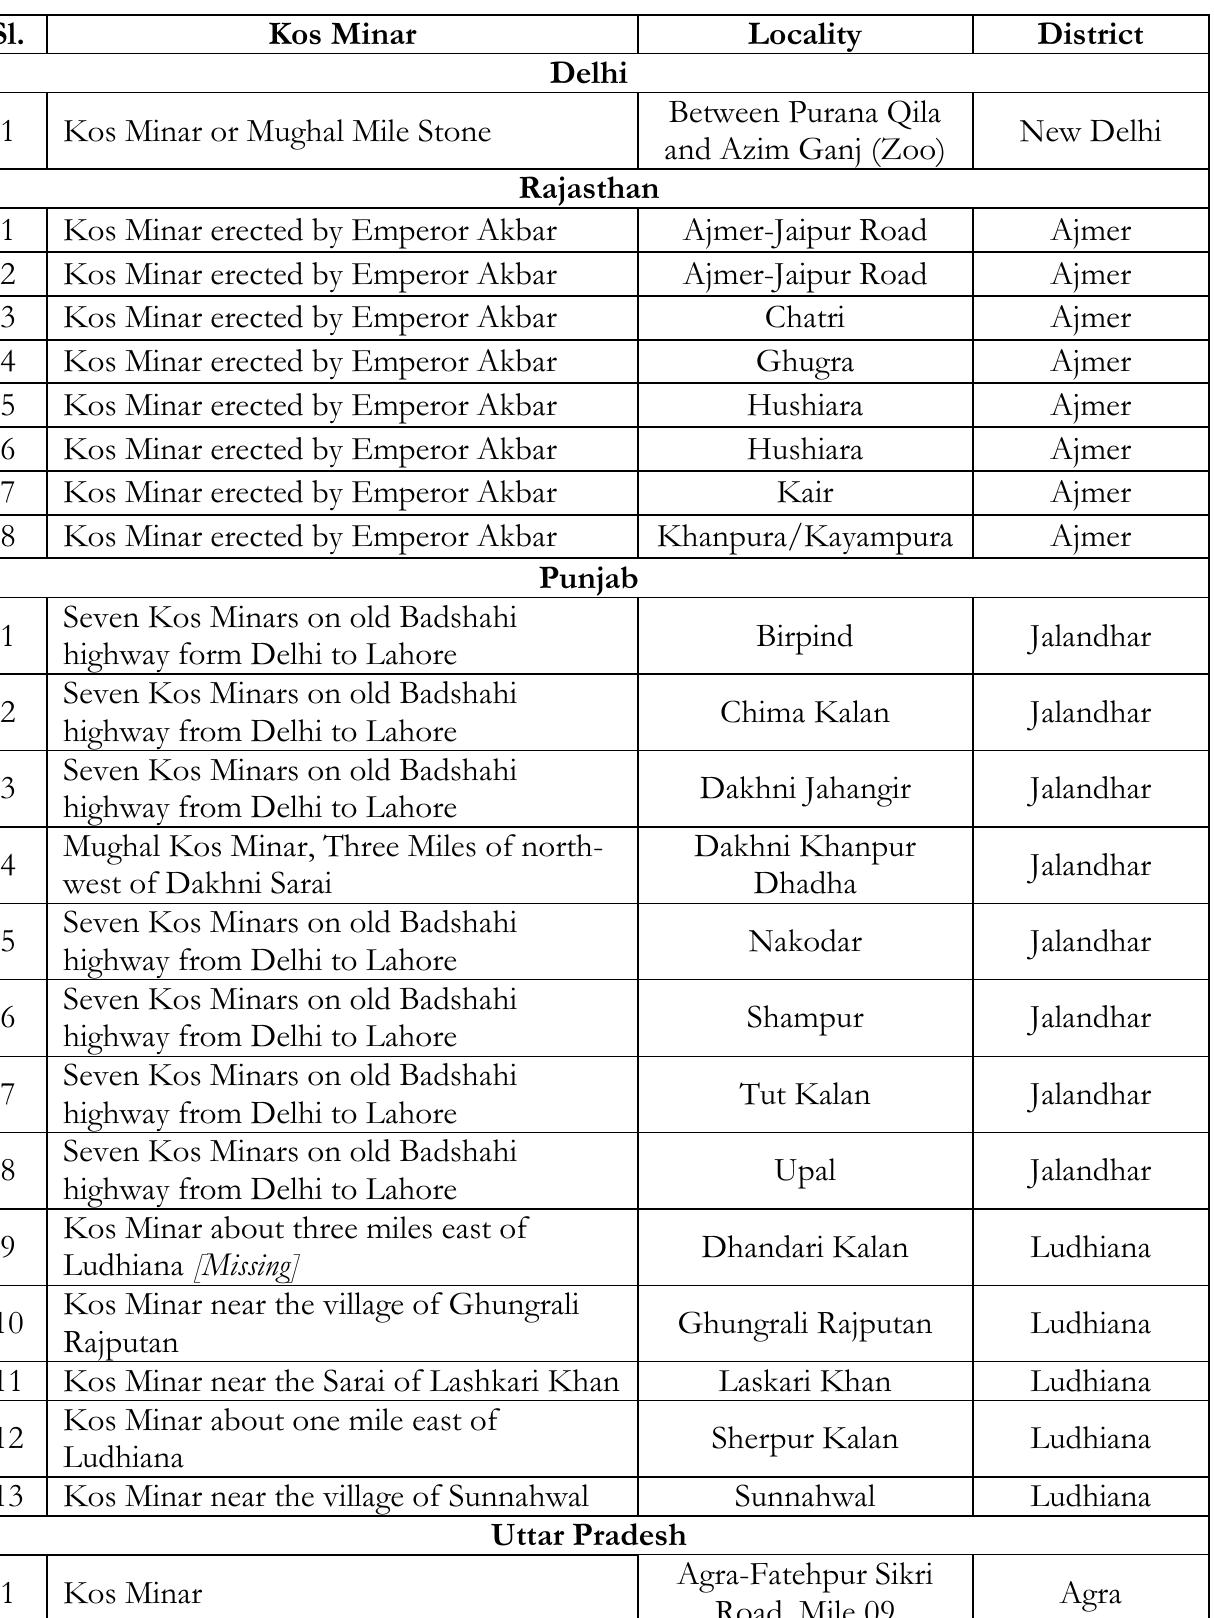 Sl. Kos Minar Locality District
Delhi
1 Kos Minar or Mughal Mile Stone Between Purana Qila and Azim Ganj (Zoo) New Delhi
Rajasthan
1 Kos Minar erected by Emperor Akbar Ajmer-Jaipur Road Ajmer
2 Kos Minar erected by Emperor Akbar Ajmer-Jaipur Road Ajmer
3 Kos Minar erected by Emperor Akbar Chatri Ajmer
4 Kos Minar erected by Emperor Akbar Ghugra Ajmer
5 Kos Minar erected by Emperor Akbar Hushiara Ajmer
6 Kos Minar erected by Emperor Akbar Hushiara Ajmer
7 Kos Minar erected by Emperor Akbar Kair Ajmer
8 Kos Minar erected by Emperor Akbar Khanpura/Kayampura Ajmer
Punjab
1 Seven Kos Minars on old Badshahi
highway form Delhi to Lahore Birpind Jalandhar
2 Seven Kos Minars on old Badshahi
highway from Delhi to Lahore Chima Kalan Jalandhar
3 Seven Kos Minars on old Badshahi
highway from Delhi to Lahore Dakhni Jahangir Jalandhar
4 Mughal Kos Minar, Three Miles of north-
west of Dakhni Sarai Dakhni Khanpur
Dhadha Jalandhar
5 Seven Kos Minars on old Badshahi
highway from Delhi to Lahore Nakodar Jalandhar
6 Seven Kos Minars on old Badshahi
highway from Delhi to Lahore Shampur Jalandhar
7 Seven Kos Minars on old Badshahi
highway from Delhi to Lahore Tut Kalan Jalandhar
8 Seven Kos Minars on old Badshahi
highway from Delhi to Lahore Upal Jalandhar
9 Kos Minar about three miles east of
Ludhiana [Missing] Dhandari Kalan Ludhiana
10 Kos Minar near the village of Ghungrali
Rajputan Ghungrali Rajputan Ludhiana
11 Kos Minar near the Sarai of Lashkari Khan Laskari Khan Ludhiana
12 Kos Minar about one mile east of
Ludhiana Sherpur Kalan Ludhiana
13 Kos Minar near the village of Sunnahwal Sunnahwal Ludhiana
Uttar Pradesh
1 Kos Minar Agra-Fatehpur Sikri
Road, Mile 09 Agra